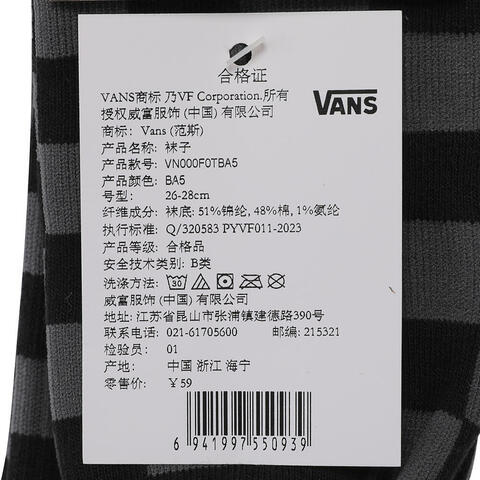 合格证
VANS商标 乃VF Corporation.所有
授权威富服饰 (中国) 有限公司
VANS
商标：Vans (范斯)
产品名称：袜子
产品款号：VN000F0TBA5
产品颜色：BA5
号型：26-28cm
纤维成分：袜底: 51%锦纶, 48%棉, 1%氨纶
执行标准：Q/320583 PYVF011-2023
产品等级：合格品
安全技术类别: B类
洗涤方法： 30
威富服饰 (中国) 有限公司
地址: 江苏省昆山市张浦镇建德路390号
联系电话: 021-61705600 邮编: 215321
检验员: 01
产地: 中国 浙江 海宁
零售价: ￥59
6 941997 550939